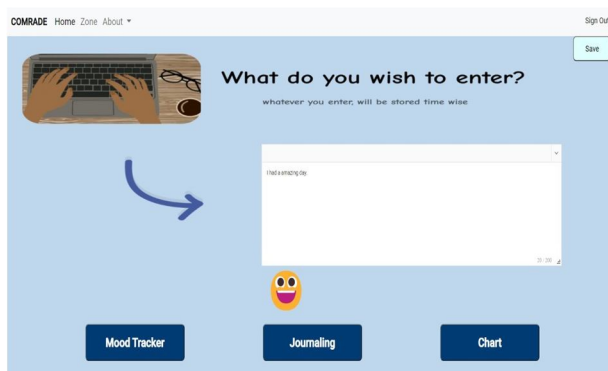 COMRADE Home Zone About Sign Out
Save
What do you wish to enter?
whatever you enter, will be stored time wise
I had a amazing day
Mood Tracker Journaling Chart